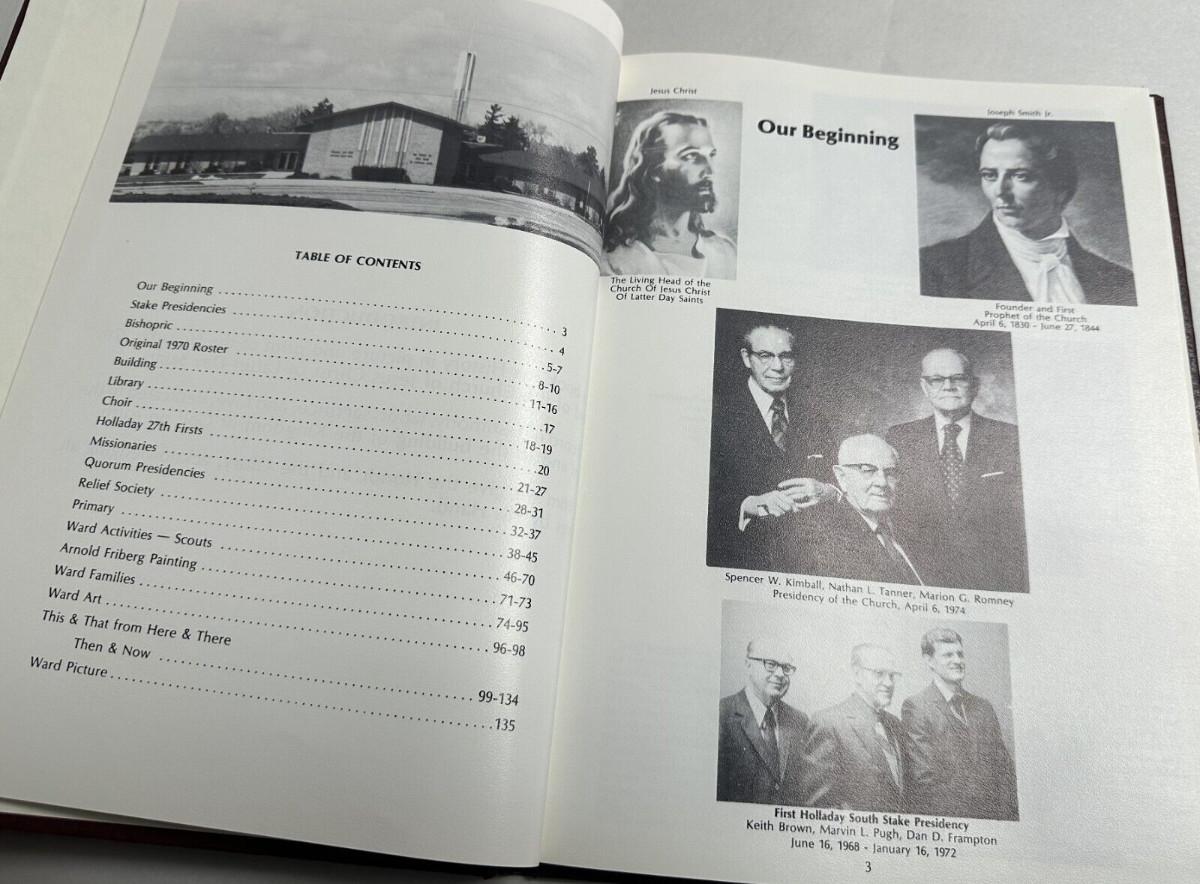 TABLE OF CONTENTS
Our Beginning ........ 3
Stake Presidencies ........ 4
Bishopric ........ 5-7
Original 1970 Roster ........ 8-10
Building ........ 11-16
Library ........ 17
Choir ........ 18-19
Holladay 27th Firsts ........ 20
Missionaries ........ 21-27
Quorum Presidencies ........ 28-31
Relief Society ........ 32-37
Primary ........ 38-45
Ward Activities — Scouts ........ 46-70
Arnold Friberg Painting ........ 71-73
Ward Families ........ 74-95
Ward Art ........ 96-98
This & That from Here & There
Then & Now ........ 99-134
Ward Picture ........ 135
Jesus Christ
Our Beginning
Joseph Smith Jr.
The Living Head of the
Church Of Jesus Christ
Of Latter Day Saints
Founder and First
Prophet of the Church
April 6, 1830 - June 27, 1844
Spencer W. Kimball, Nathan L. Tanner, Marion G. Romney
Presidency of the Church, April 6, 1974
First Holladay South Stake Presidency
Keith Brown, Marvin L. Pugh, Dan D. Frampton
June 16, 1968 - January 16, 1972
3